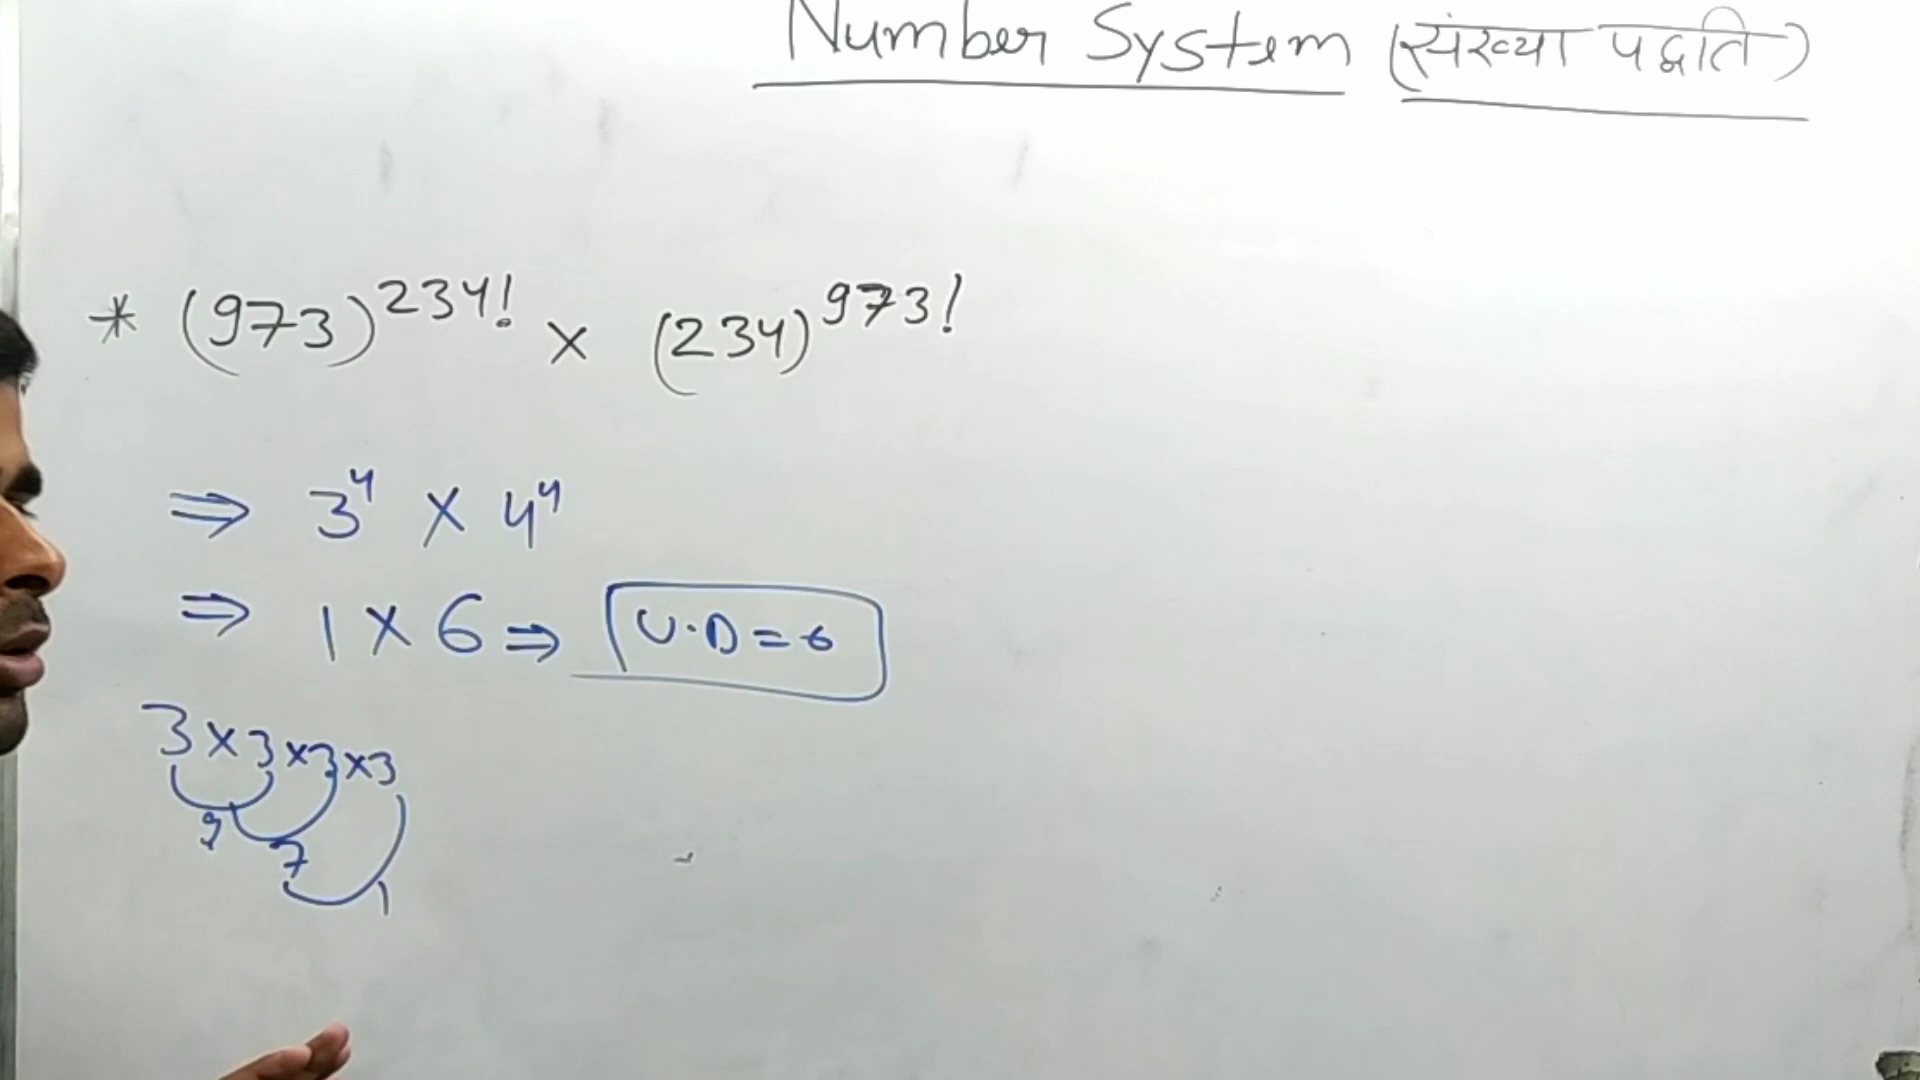 Number System (संख्या पद्धति)
* (973)^234! × (234)^973!
⇒ 3^4 × 4^4
⇒ 1 × 6 ⇒ U.D = 6
3 × 3 × 3 × 3
9
7
1